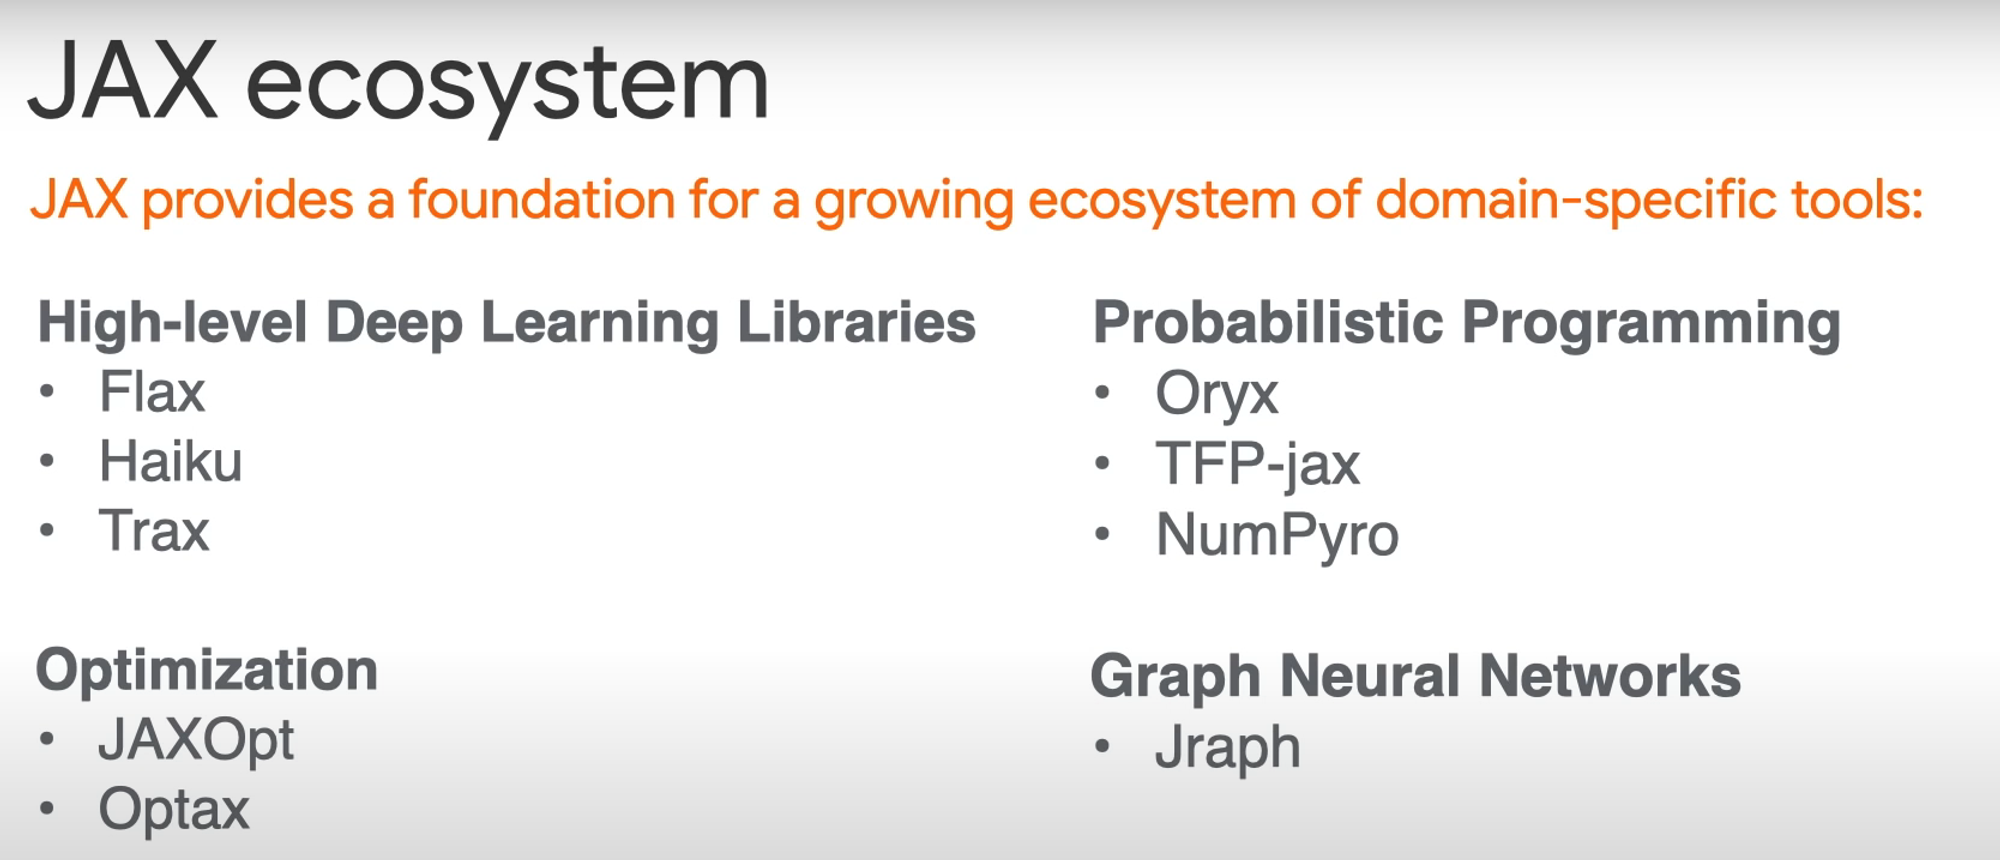 JAX ecosystem
JAX provides a foundation for a growing ecosystem of domain-specific tools:
High-level Deep Learning Libraries
• Flax
• Haiku
• Trax
Optimization
• JAXOpt
• Optax
Probabilistic Programming
• Oryx
• TFP-jax
• NumPyro
Graph Neural Networks
• Jraph